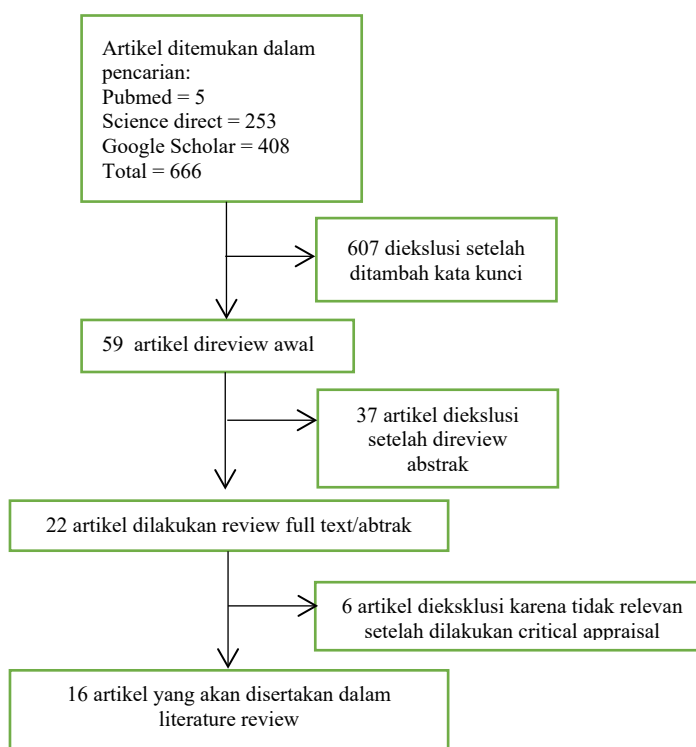 Artikel ditemukan dalam
pencarian:
Pubmed = 5
Science direct = 253
Google Scholar = 408
Total = 666
607 diekslusi setelah
ditambah kata kunci
59 artikel direview awal
37 artikel diekslusi
setelah direview
abstrak
22 artikel dilakukan review full text/abtrak
6 artikel dieksklusi karena tidak relevan
setelah dilakukan critical appraisal
16 artikel yang akan disertakan dalam
literature review